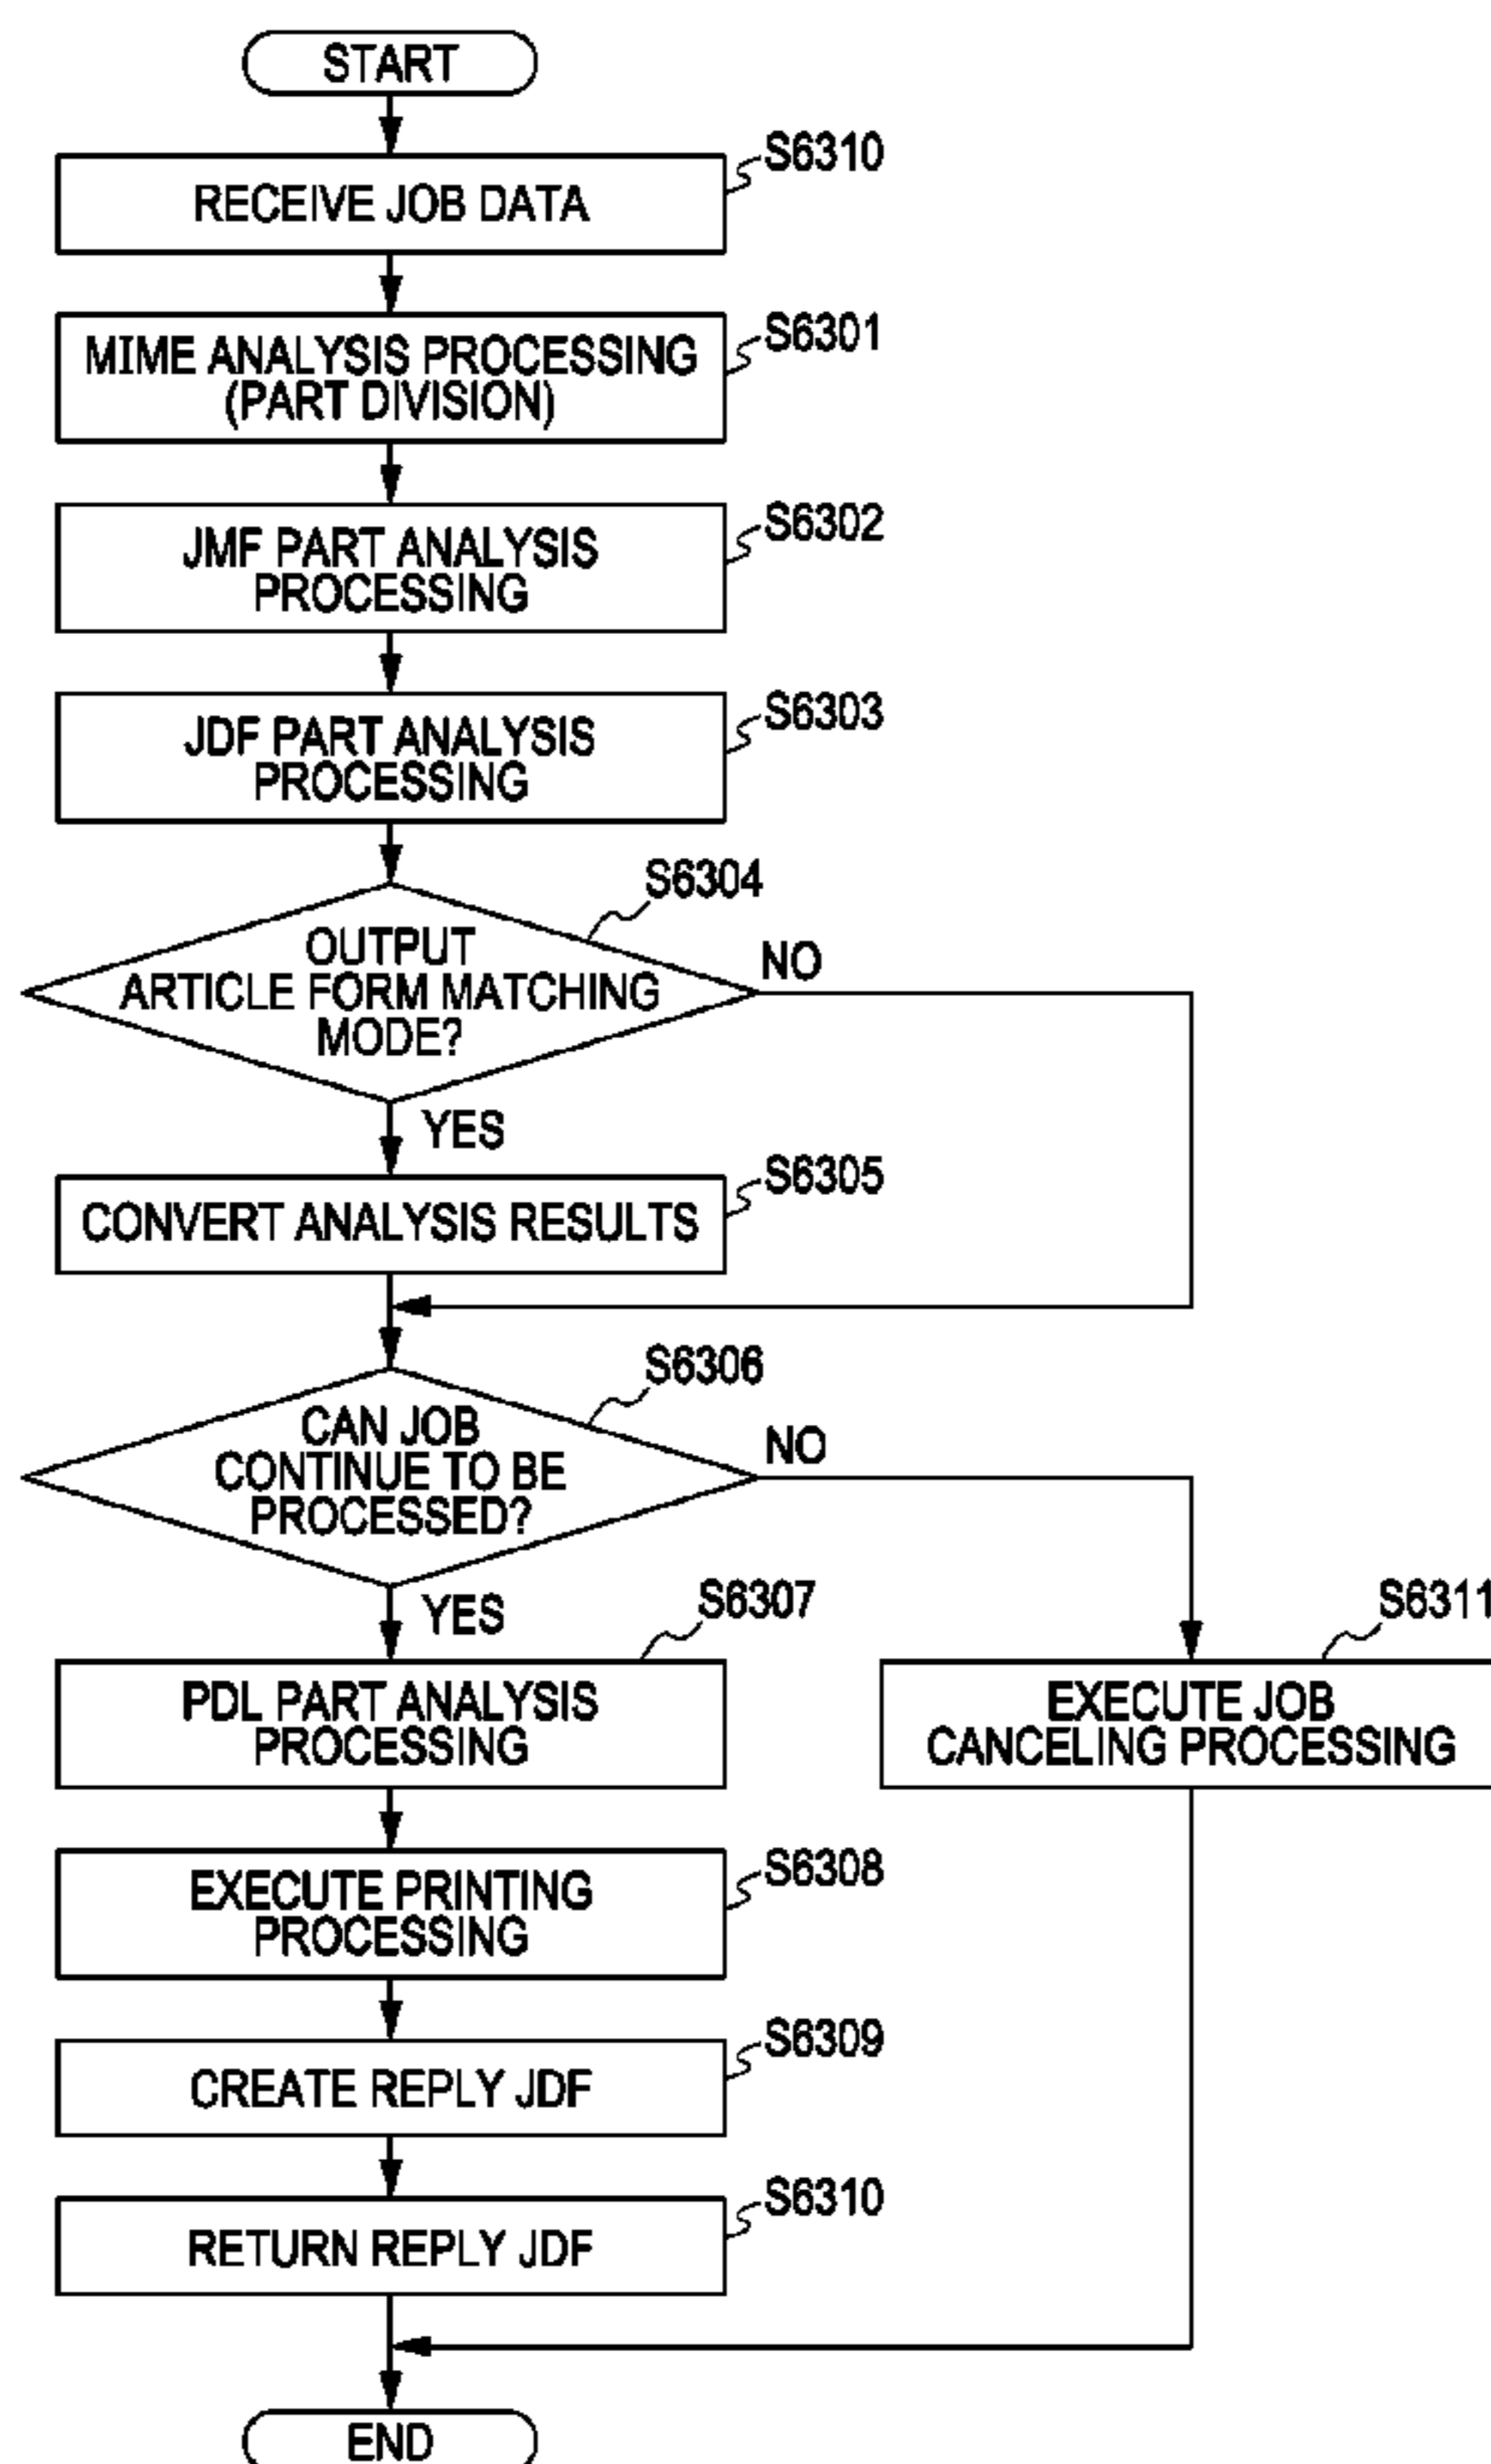 START
S6310
RECEIVE JOB DATA
S6301
MIME ANALYSIS PROCESSING
(PART DIVISION)
S6302
JMF PART ANALYSIS
PROCESSING
S6303
JDF PART ANALYSIS
PROCESSING
S6304
OUTPUT
ARTICLE FORM MATCHING
MODE?
NO
YES
S6305
CONVERT ANALYSIS RESULTS
S6306
CAN JOB
CONTINUE TO BE
PROCESSED?
NO
YES
S6307
PDL PART ANALYSIS
PROCESSING
S6311
EXECUTE JOB
CANCELING PROCESSING
S6308
EXECUTE PRINTING
PROCESSING
S6309
CREATE REPLY JDF
S6310
RETURN REPLY JDF
END